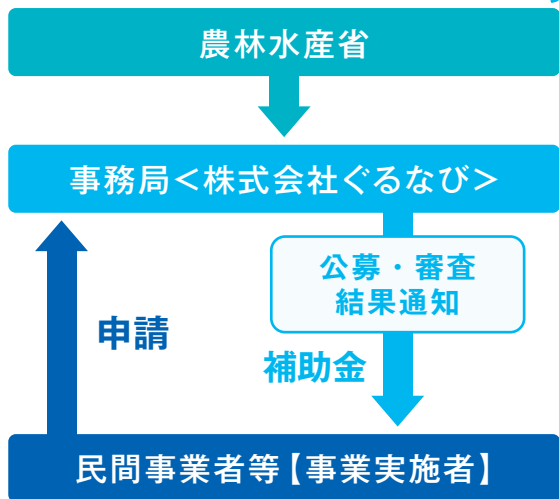 農林水産省
事務局＜株式会社ぐるなび＞
公募・審査
結果通知
申請
補助金
民間事業者等【事業実施者】